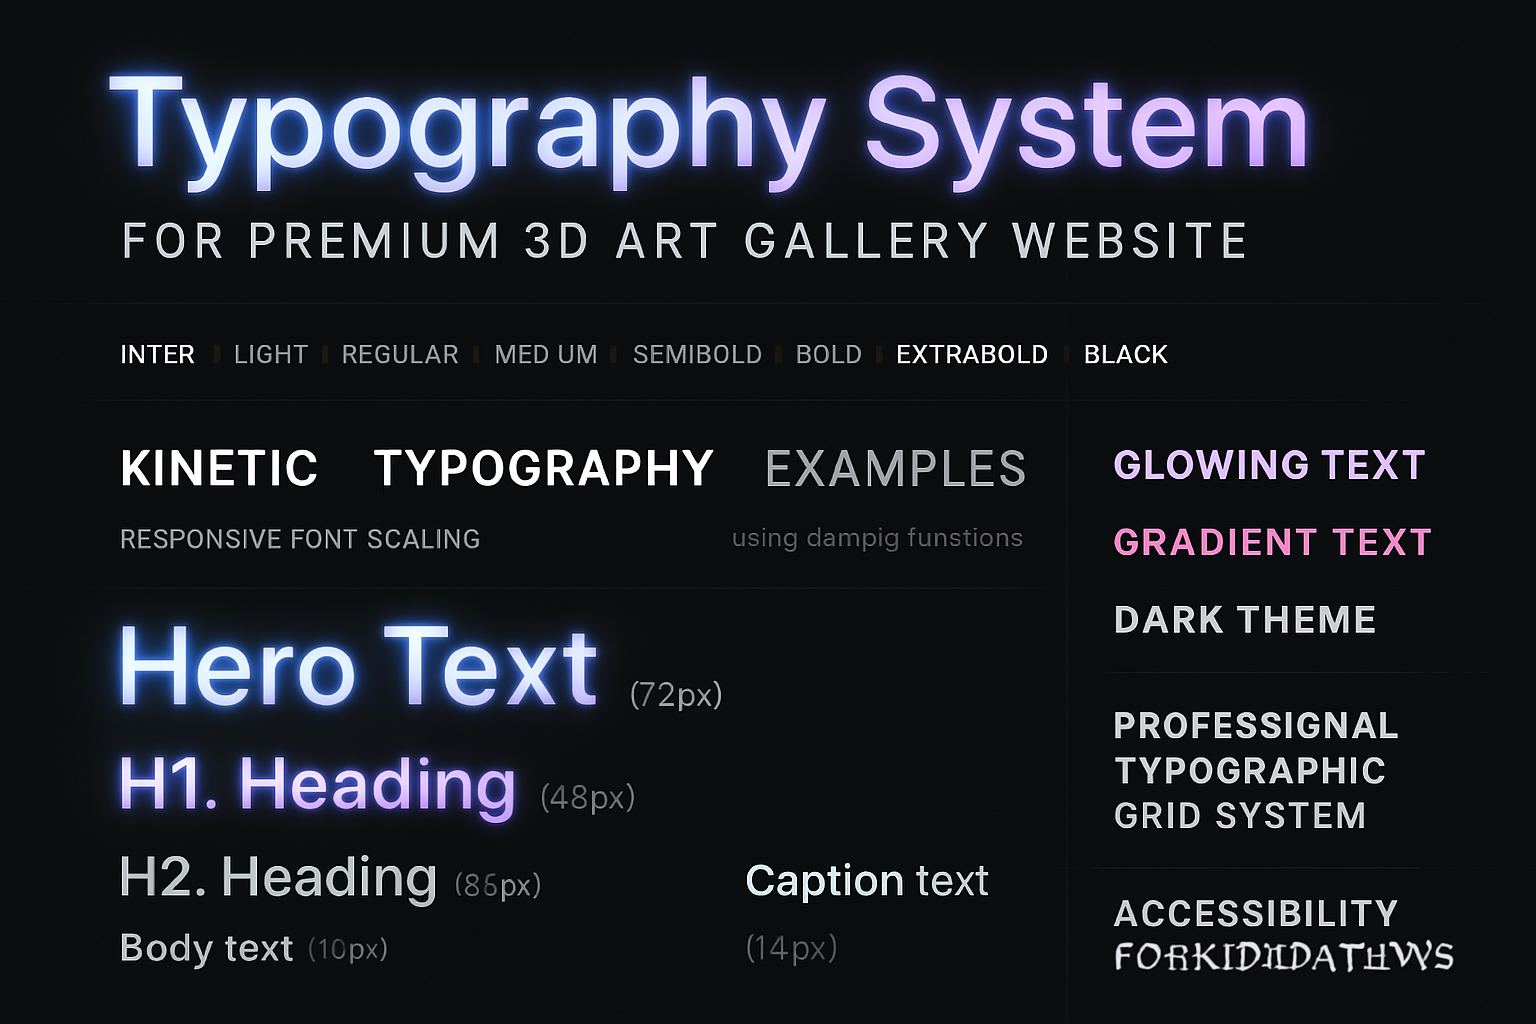 Typography System
FOR PREMIUM 3D ART GALLERY WEBSITE
INTER LIGHT REGULAR MED UM SEMIBOLD BOLD EXTRABOLD BLACK
KINETIC TYPOGRAPHY EXAMPLES
RESPONSIVE FONT SCALING
using dampig funstions
Hero Text (72px)
H1. Heading (48px)
H2. Heading (86px)
Body text (10px)
Caption text
(14px)
GLOWING TEXT
GRADIENT TEXT
DARK THEME
PROFESSIGNAL
TYPOGRAPHIC
GRID SYSTEM
ACCESSIBILITY